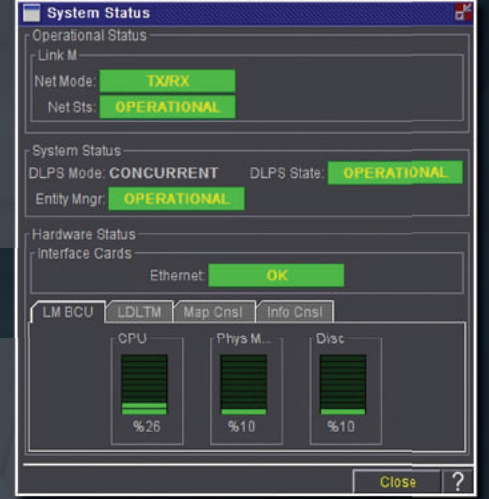 System Status
Operational Status
Link M
Net Mode: TX/RX
Net Sts: OPERATIONAL
System Status
DLPS Mode: CONCURRENT DLPS State: OPERATIONAL
Entity Mngr: OPERATIONAL
Hardware Status
Interface Cards
Ethernet: OK
LM BCU LDLTM Map Cnsl Info Cnsl
CPU Phys M... Disc
%26 %10 %10
Close ?